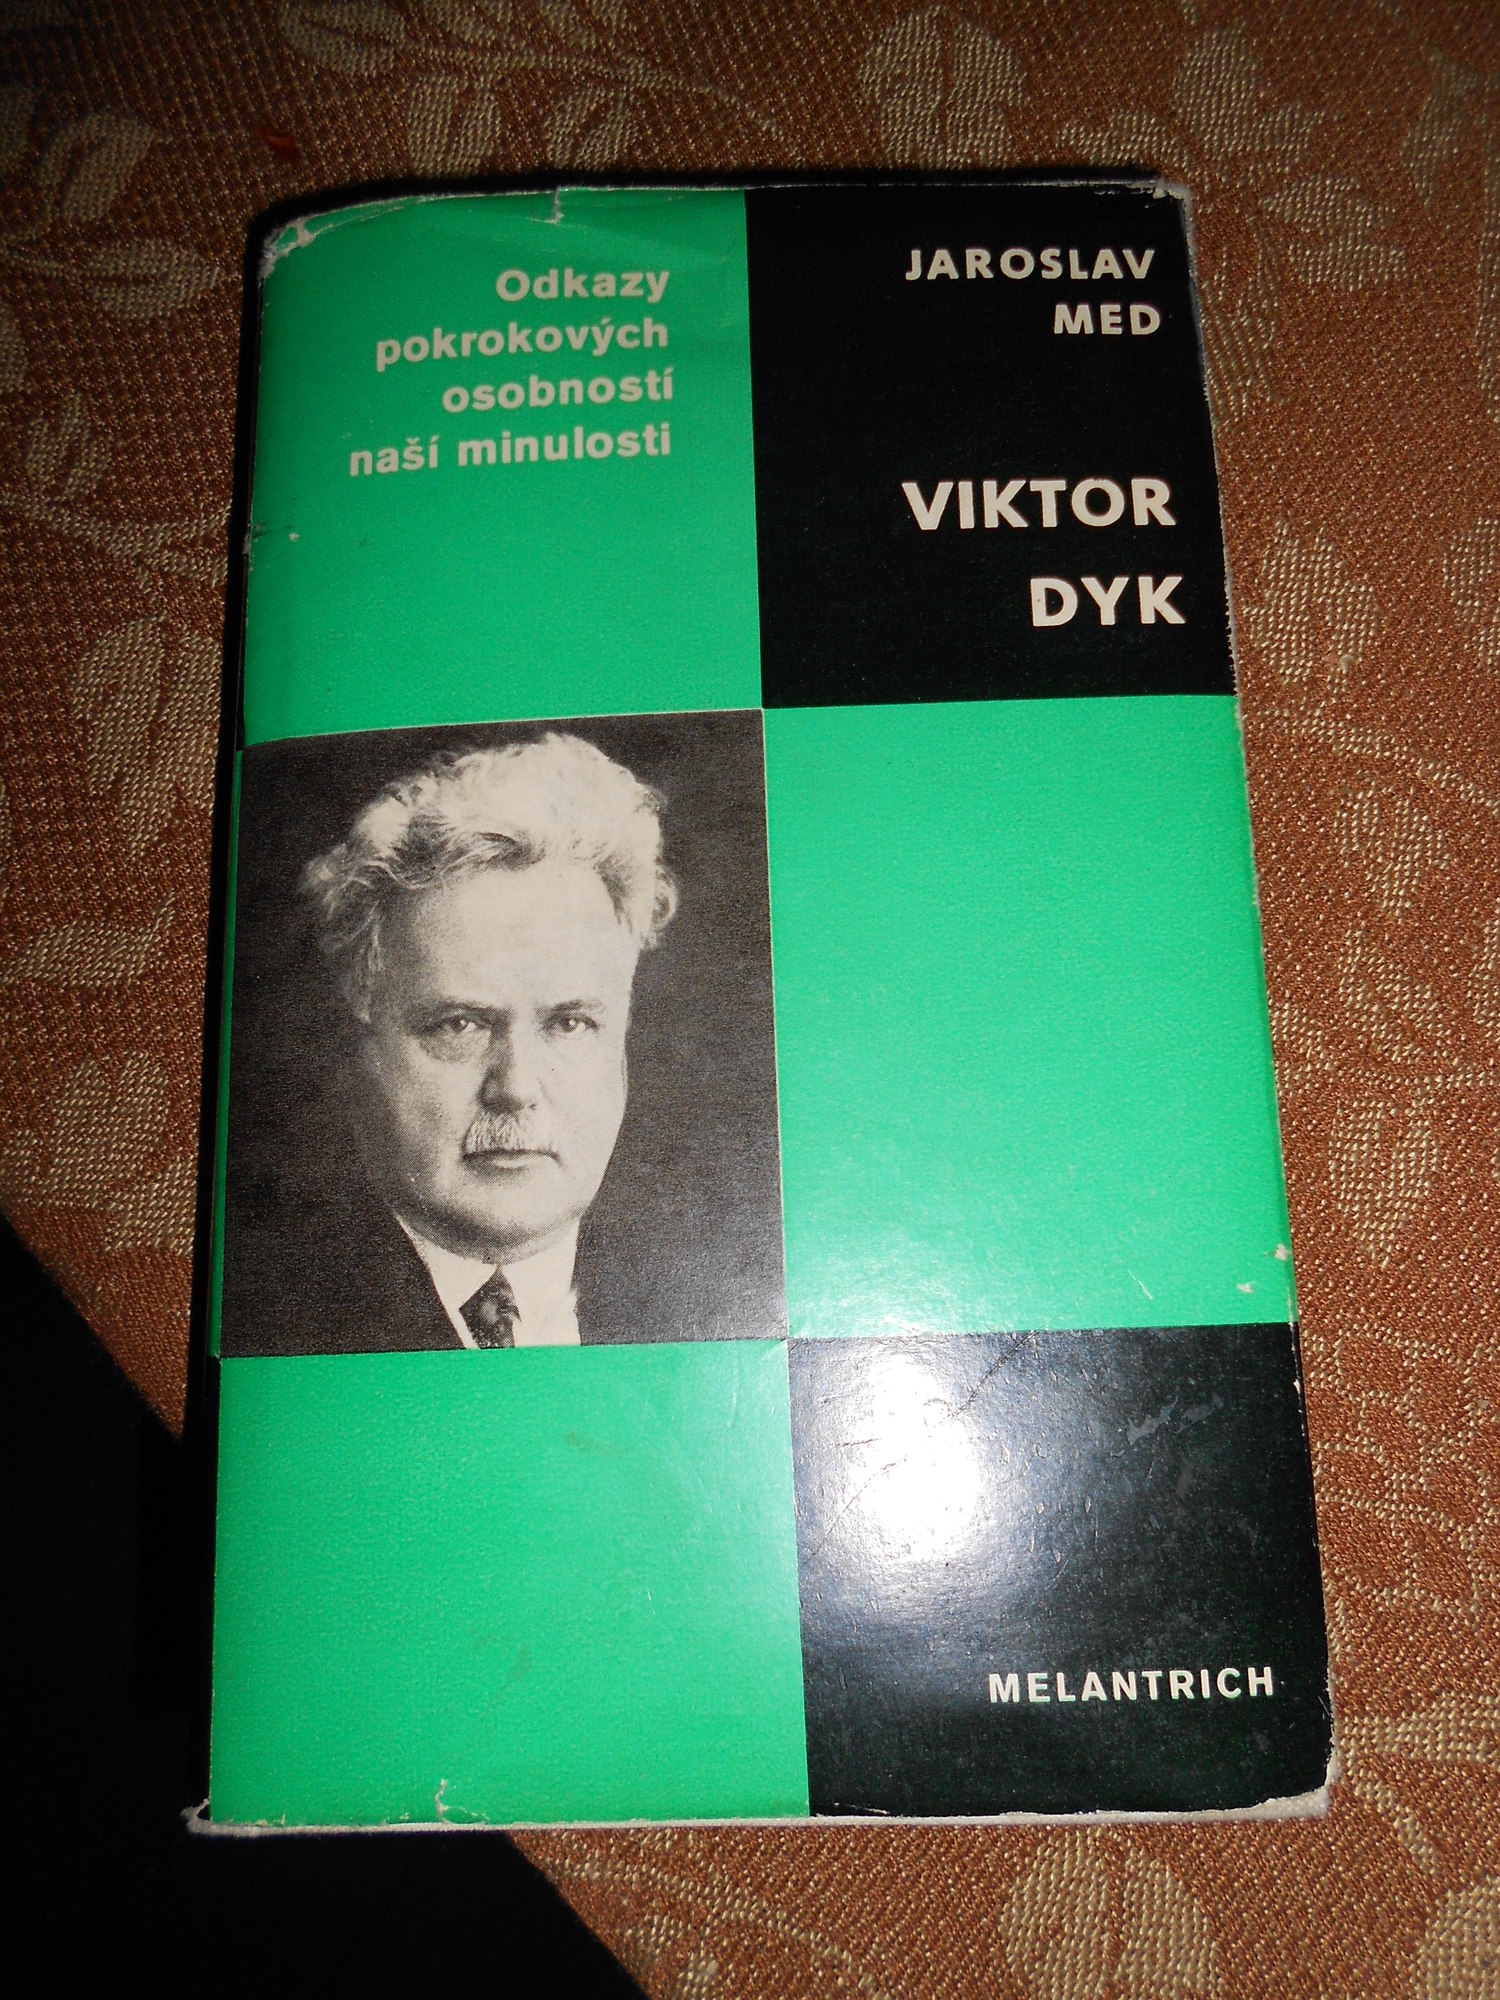 Odkazy
pokrokových
osobností
naší minulosti
JAROSLAV
MED
VIKTOR
DYK
MELANTRICH